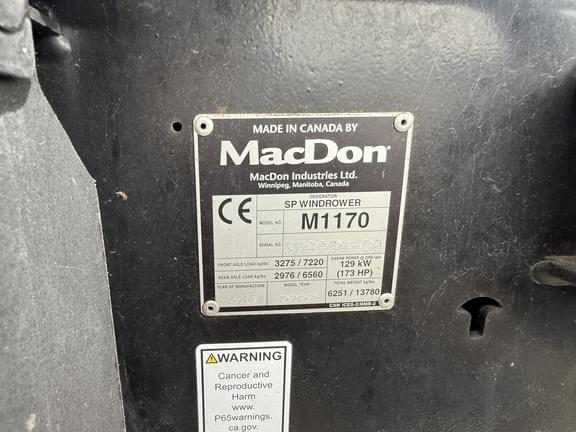 MADE IN CANADA BY
MacDon
MacDon Industries Ltd.
Winnipeg, Manitoba, Canada
CE
DESIGNATION
SP WINDROWER
MODEL NO.
M1170
SERIAL NO.
FRONT AXLE LOAD kg/lbs
3275 / 7220
ENGINE POWER @ 2200 rpm
129 kW
(173 HP)
REAR AXLE LOAD kg/lbs
2976 / 6560
YEAR OF MANUFACTURE
MODEL YEAR
TOTAL WEIGHT kg/lbs
6251 / 13780
CAN ICES-2/NMB-2
WARNING
Cancer and
Reproductive
Harm
www.
P65warnings.
ca.gov.